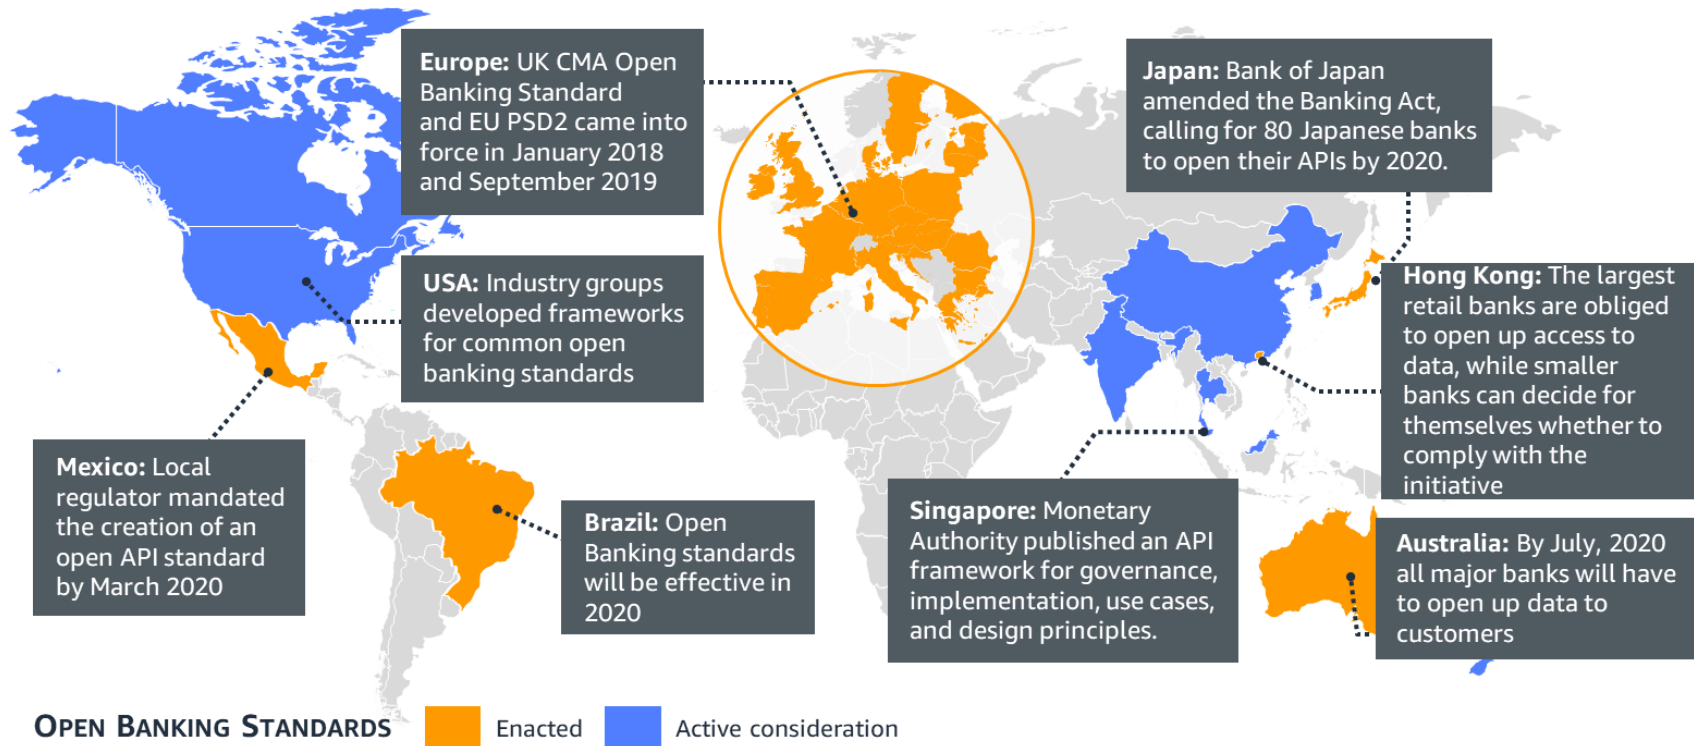 Europe: UK CMA Open
Banking Standard
and EU PSD2 came into
force in January 2018
and September 2019
Japan: Bank of Japan
amended the Banking Act,
calling for 80 Japanese banks
to open their APIs by 2020.
USA: Industry groups
developed frameworks
for common open
banking standards
Hong Kong: The largest
retail banks are obliged
to open up access to
data, while smaller
banks can decide for
themselves whether to
comply with the
initiative
Mexico: Local
regulator mandated
the creation of an
open API standard
by March 2020
Brazil: Open
Banking standards
will be effective in
2020
Singapore: Monetary
Authority published an API
framework for governance,
implementation, use cases,
and design principles.
Australia: By July, 2020
all major banks will have
to open up data to
customers
OPEN BANKING STANDARDS
Enacted
Active consideration